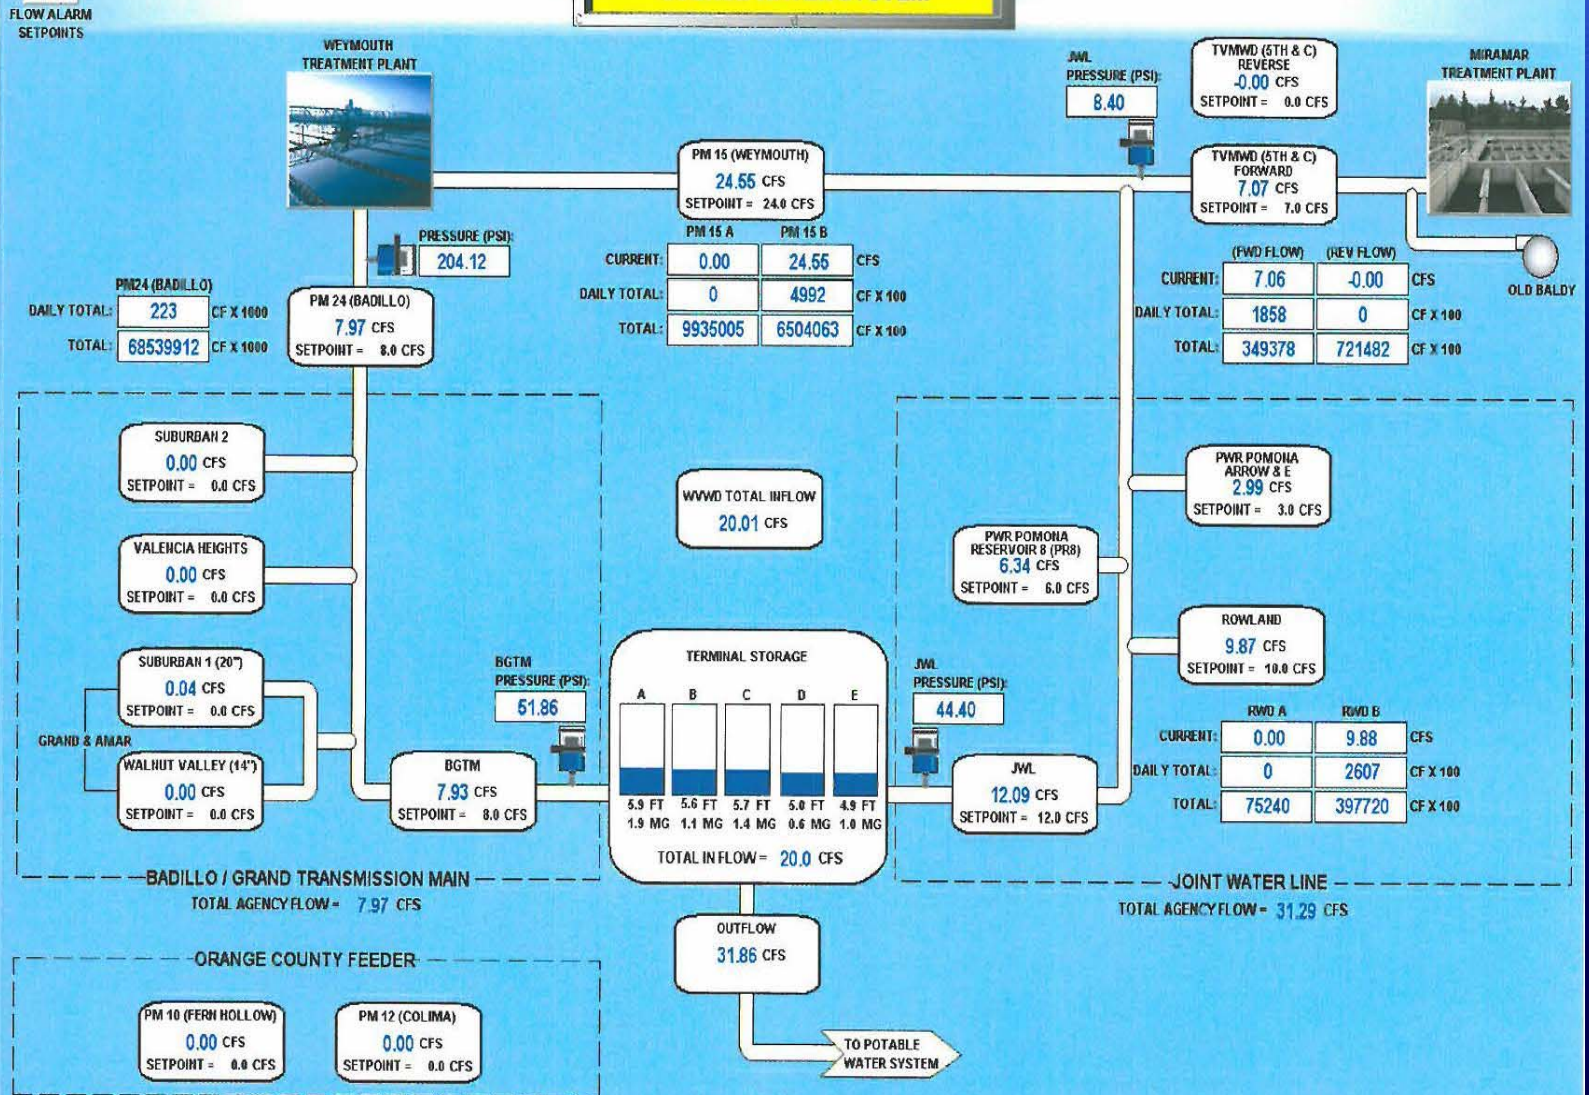 FLOW ALARM
SETPOINTS
WEYMOUTH
TREATMENT PLANT
JWL
PRESSURE (PSI):
8.40
TVMWD (5TH & C)
REVERSE
-0.00 CFS
SETPOINT = 0.0 CFS
MIRAMAR
TREATMENT PLANT
PM 15 (WEYMOUTH)
24.55 CFS
SETPOINT = 24.0 CFS
TVMWD (5TH & C)
FORWARD
7.07 CFS
SETPOINT = 7.0 CFS
PRESSURE (PSI):
204.12
PM 15 A PM 15 B
CURRENT: 0.00 24.55 CFS
DAILY TOTAL: 0 4992 CF X 100
TOTAL: 9935005 6504063 CF X 100
(FWD FLOW) (REV FLOW)
CURRENT: 7.06 -0.00 CFS
DAILY TOTAL: 1858 0 CF X 100
TOTAL: 349378 721482 CF X 100
OLD BALDY
PM24 (BADILLO)
DAILY TOTAL: 223 CF X 1000
TOTAL: 68539912 CF X 1000
PM 24 (BADILLO)
7.97 CFS
SETPOINT = 8.0 CFS
SUBURBAN 2
0.00 CFS
SETPOINT = 0.0 CFS
VALENCIA HEIGHTS
0.00 CFS
SETPOINT = 0.0 CFS
SUBURBAN 1 (20")
0.04 CFS
SETPOINT = 0.0 CFS
GRAND & AMAR
WALNUT VALLEY (14")
0.00 CFS
SETPOINT = 0.0 CFS
BGTM
PRESSURE (PSI):
51.86
BGTM
7.93 CFS
SETPOINT = 8.0 CFS
WVWD TOTAL INFLOW
20.01 CFS
TERMINAL STORAGE
A B C D E
5.9 FT 5.6 FT 5.7 FT 5.0 FT 4.9 FT
1.9 MG 1.1 MG 1.4 MG 0.6 MG 1.0 MG
TOTAL INFLOW = 20.0 CFS
PWR POMONA
ARROW & E
2.99 CFS
SETPOINT = 3.0 CFS
PWR POMONA
RESERVOIR 8 (PR8)
6.34 CFS
SETPOINT = 6.0 CFS
ROWLAND
9.87 CFS
SETPOINT = 10.0 CFS
JWL
PRESSURE (PSI):
44.40
JWL
12.09 CFS
SETPOINT = 12.0 CFS
RWD A RWD B
CURRENT: 0.00 9.88 CFS
DAILY TOTAL: 0 2607 CF X 100
TOTAL: 75240 397720 CF X 100
BADILLO / GRAND TRANSMISSION MAIN
TOTAL AGENCY FLOW = 7.97 CFS
JOINT WATER LINE
TOTAL AGENCY FLOW = 31.29 CFS
OUTFLOW
31.86 CFS
ORANGE COUNTY FEEDER
PM 10 (FERN HOLLOW)
0.00 CFS
SETPOINT = 0.0 CFS
PM 12 (COLIMA)
0.00 CFS
SETPOINT = 0.0 CFS
TO POTABLE
WATER SYSTEM